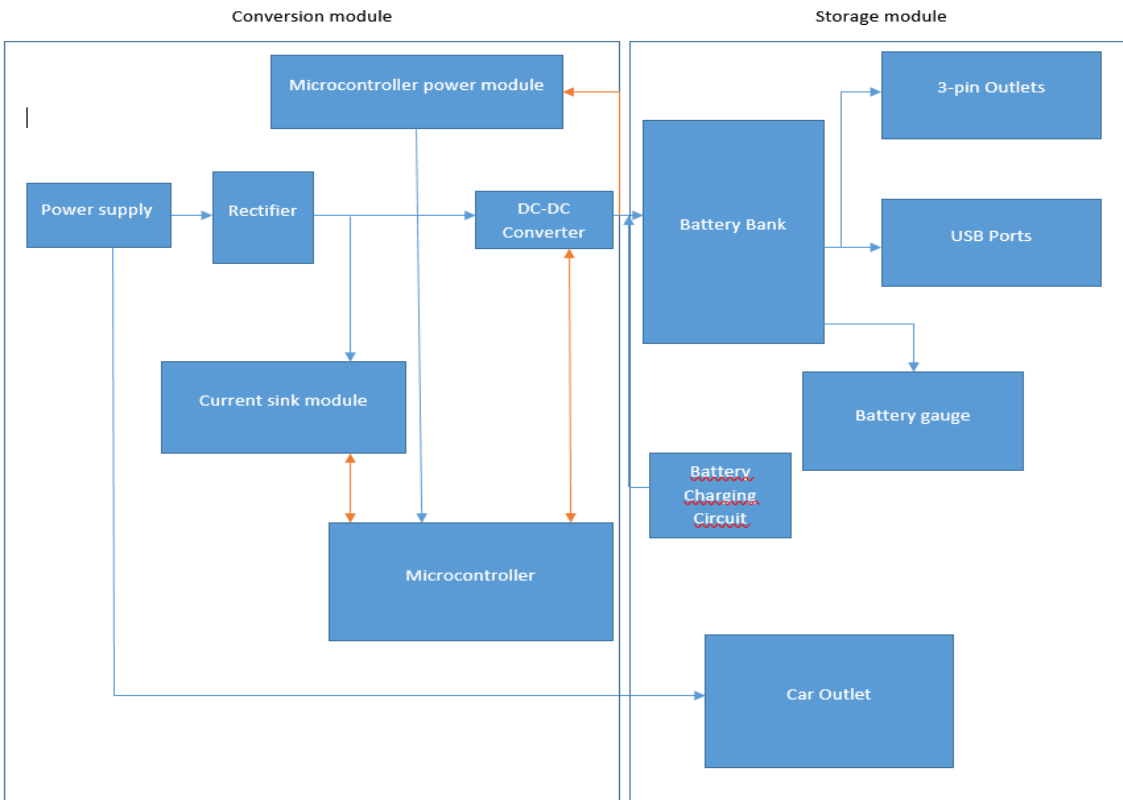 Conversion module
Storage module
Microcontroller power module
3-pin Outlets
Power supply
Rectifier
DC-DC
Converter
Battery Bank
USB Ports
Current sink module
Battery gauge
Battery
Charging
Circuit
Microcontroller
Car Outlet